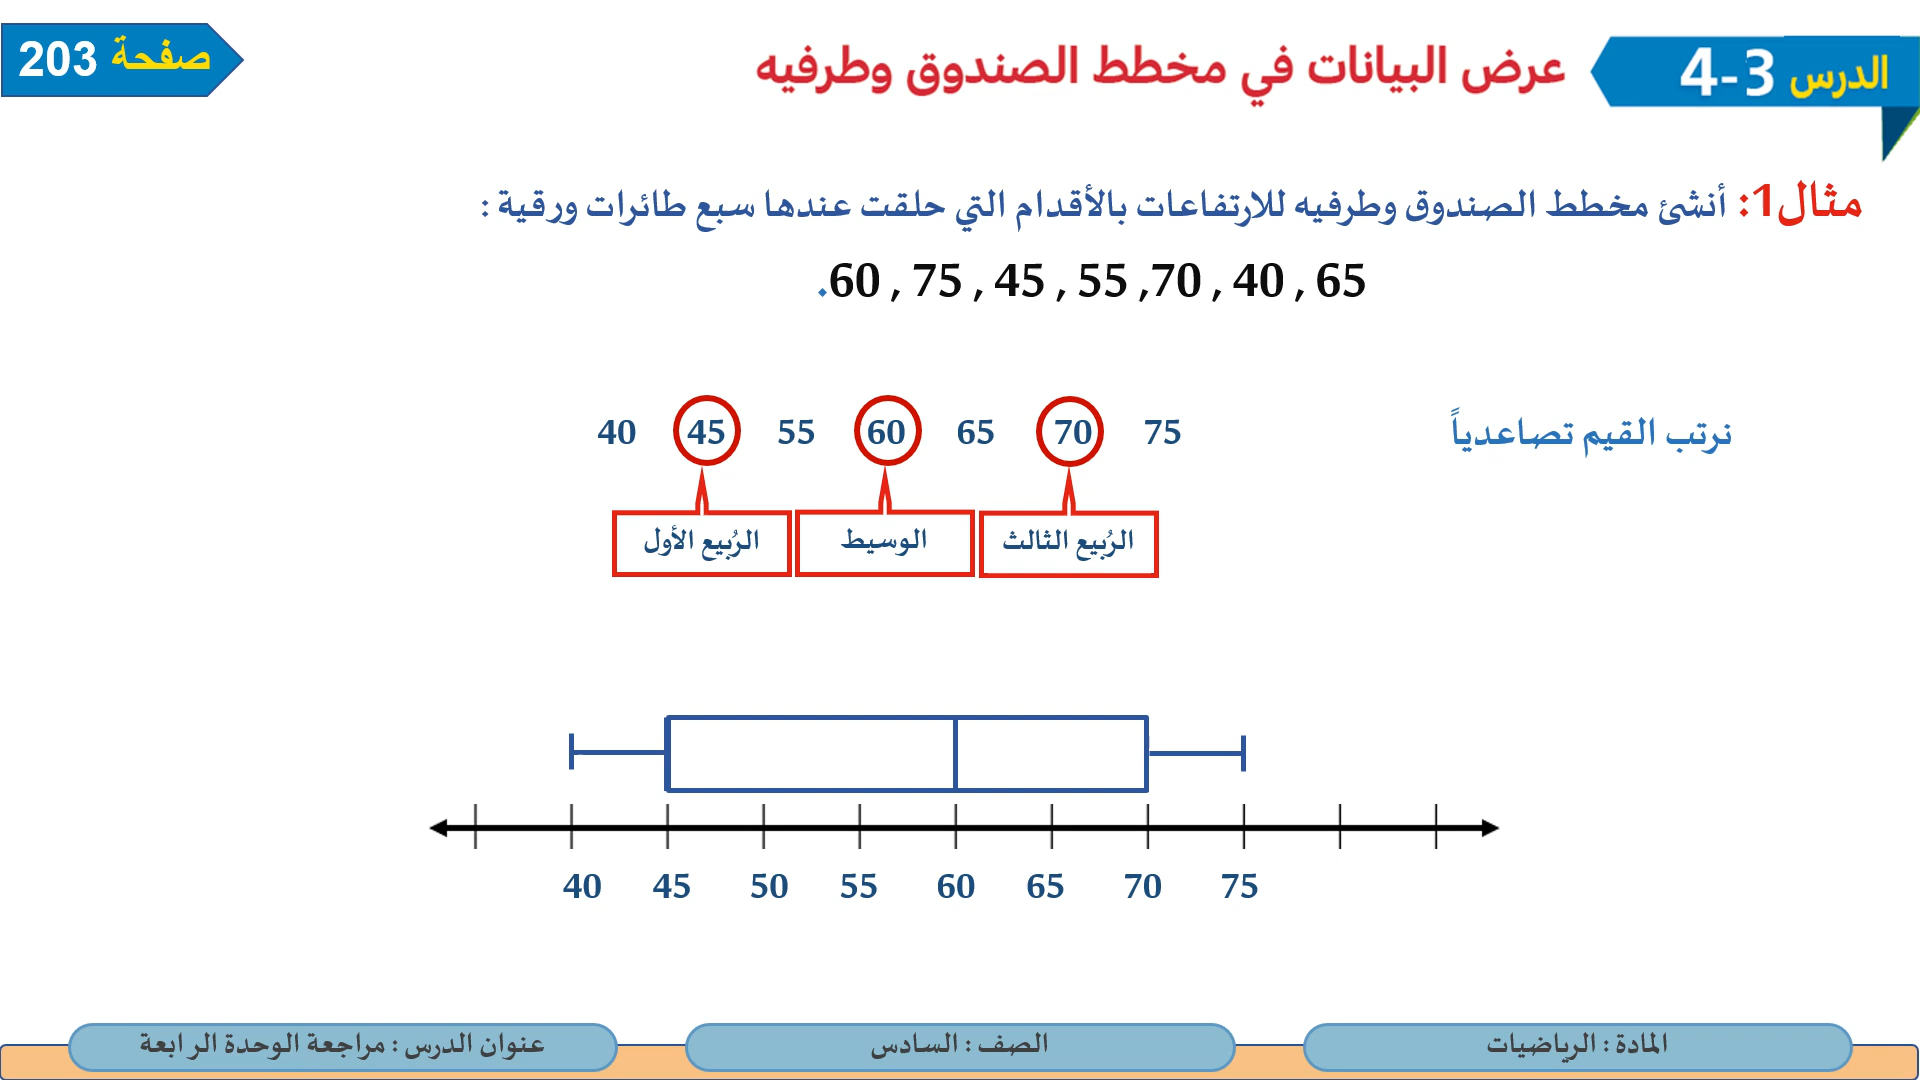 الدرس 3-4
عرض البيانات في مخطط الصندوق وطرفيه
صفحة 203
مثال1: أنشئ مخطط الصندوق وطرفيه للارتفاعات بالأقدام التي حلقت عندها سبع طائرات ورقية :
60 , 75 , 45 , 55 ,70 , 40 , 65.
نرتب القيم تصاعدياً
40 45 55 60 65 70 75
الرُبيع الأول
الوسيط
الرُبيع الثالث
40 45 50 55 60 65 70 75
المادة : الرياضيات
الصف : السادس
عنوان الدرس : مراجعة الوحدة الرابعة